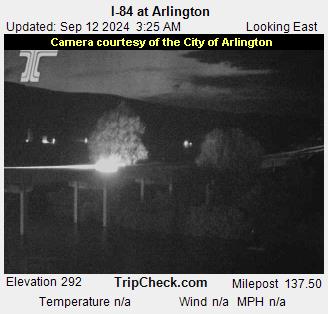 I-84 at Arlington
Updated: Sep 12 2024 3:25 AM Looking East
Camera courtesy of the City of Arlington
Elevation 292 TripCheck.com Milepost 137.50
Temperature n/a Wind n/a MPH n/a